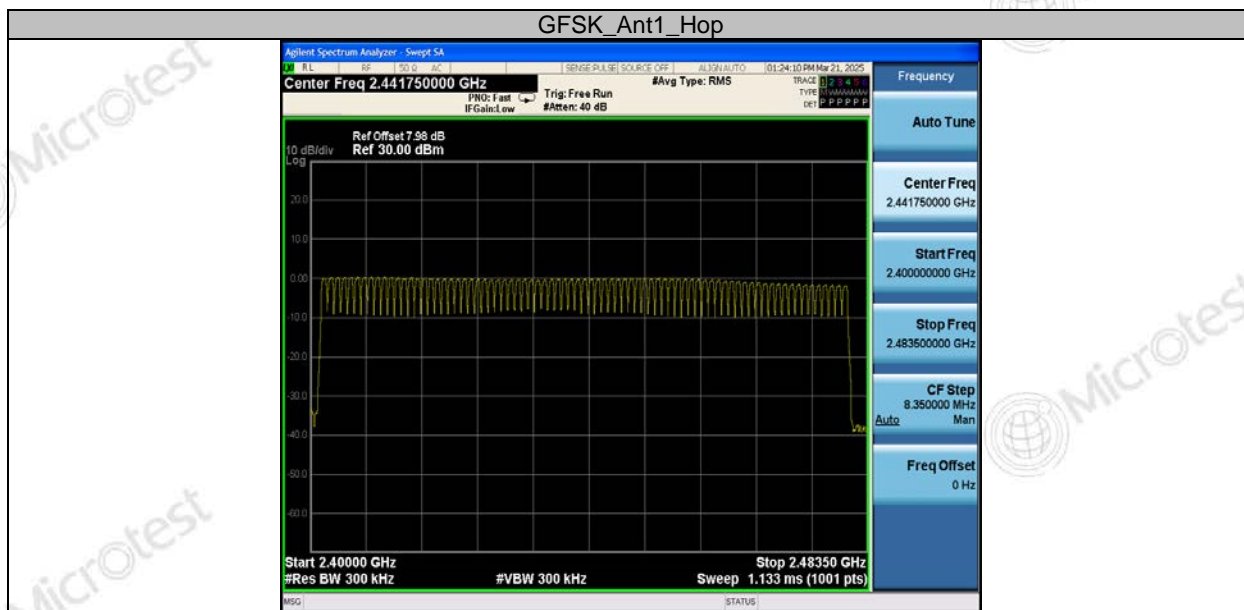 GFSK_Ant1_Hop
Agilent Spectrum Analyzer - Swept SA
RL RF 50 Ω AC SENSE:PULSE SOURCE OFF ALIGN AUTO 01:24:10 PM Mar 21, 2025
Center Freq 2.441750000 GHz
#Avg Type: RMS
TRACE 1 2 3 4 5 6
PNO: Fast Trig: Free Run
TYPE
IFGain:Low #Atten: 40 dB
DET P P P P P P
Ref Offset 7.98 dB
10 dB/div Ref 30.00 dBm
Log
20.0
10.0
0.00
-10.0
-20.0
-30.0
-40.0
-50.0
-60.0
Start 2.40000 GHz Stop 2.48350 GHz
#Res BW 300 kHz #VBW 300 kHz Sweep 1.133 ms (1001 pts)
MSG STATUS
Frequency
Auto Tune
Center Freq
2.441750000 GHz
Start Freq
2.400000000 GHz
Stop Freq
2.483500000 GHz
CF Step
8.350000 MHz
Auto Man
Freq Offset
0 Hz
Microtest
Microtest
Microtest
Microtest